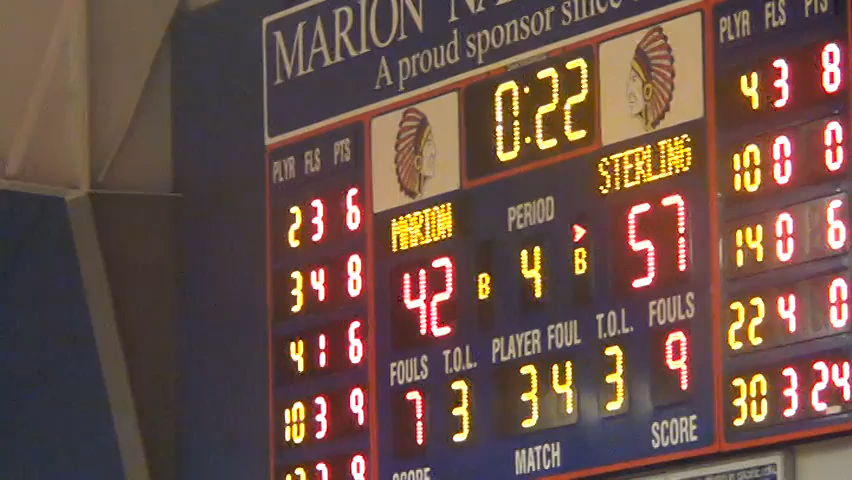 MARION NA
A proud sponsor since
0:22
PLYR FLS PTS
2 3 6
3 4 8
4 1 6
10 3 9
MARION
42
B
PERIOD
4
B
STERLING
57
FOULS T.O.L. PLAYER FOUL T.O.L. FOULS
7 3 34 3 9
SCORE MATCH SCORE
PLYR FLS PTS
4 3 8
10 0 0
14 0 6
22 4 0
30 3 24